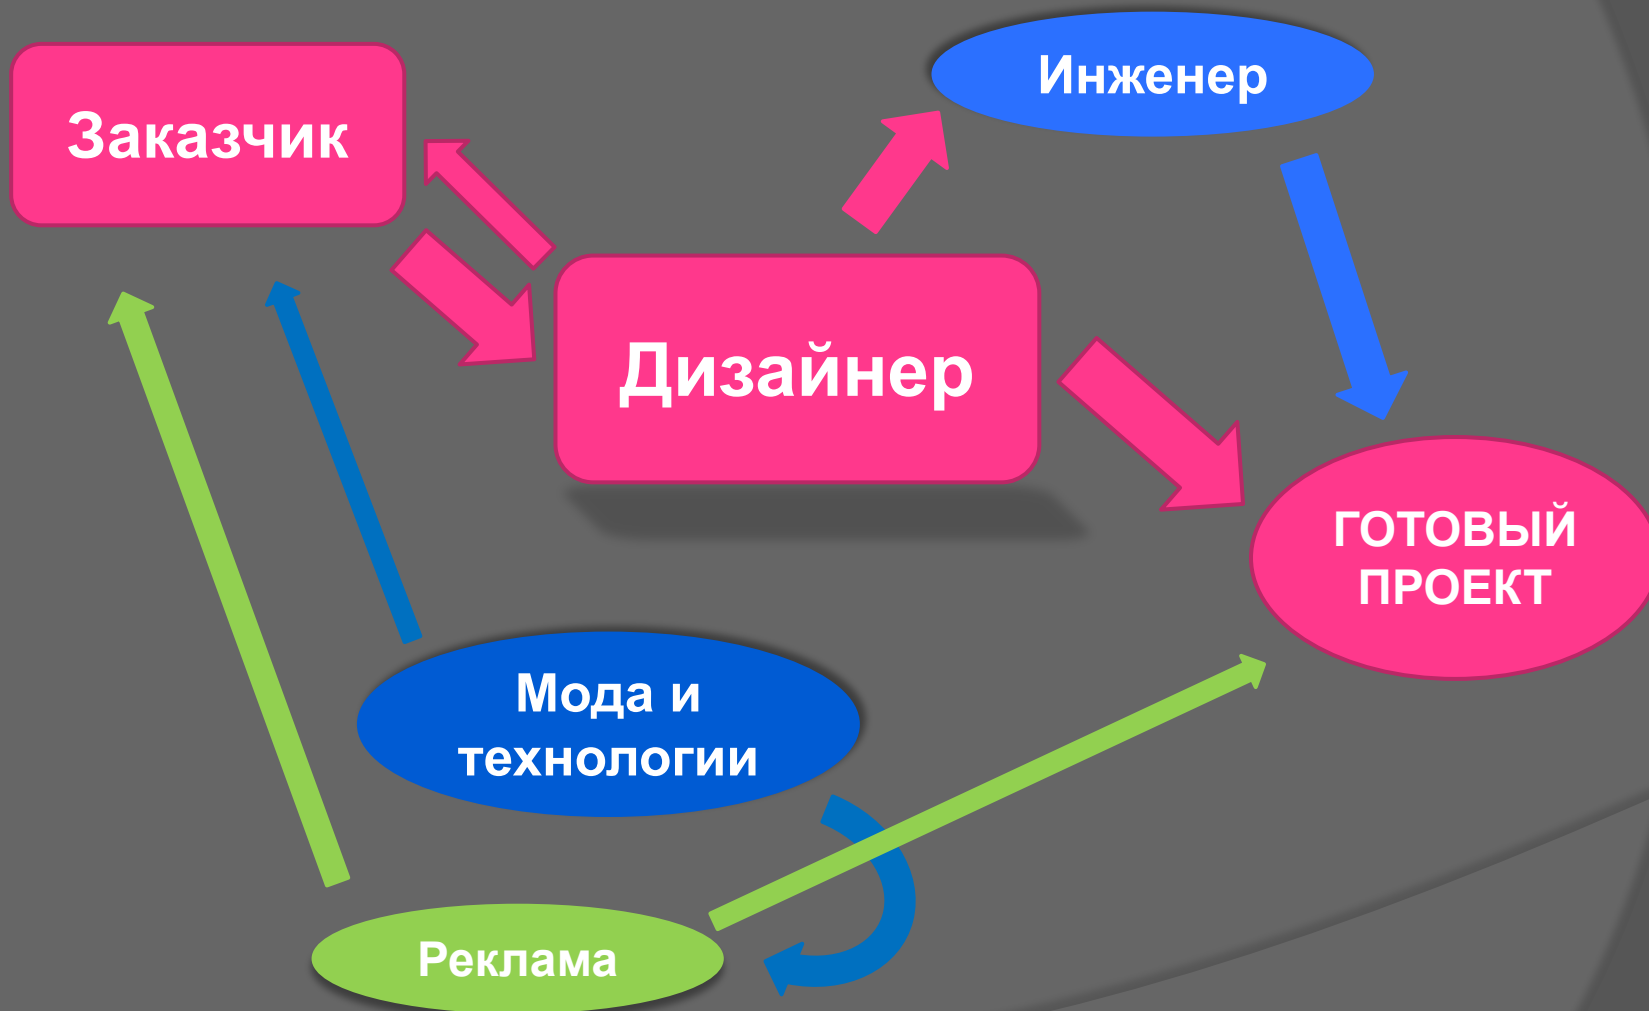 Заказчик
Инженер
Дизайнер
ГОТОВЫЙ
ПРОЕКТ
Мода и
технологии
Реклама